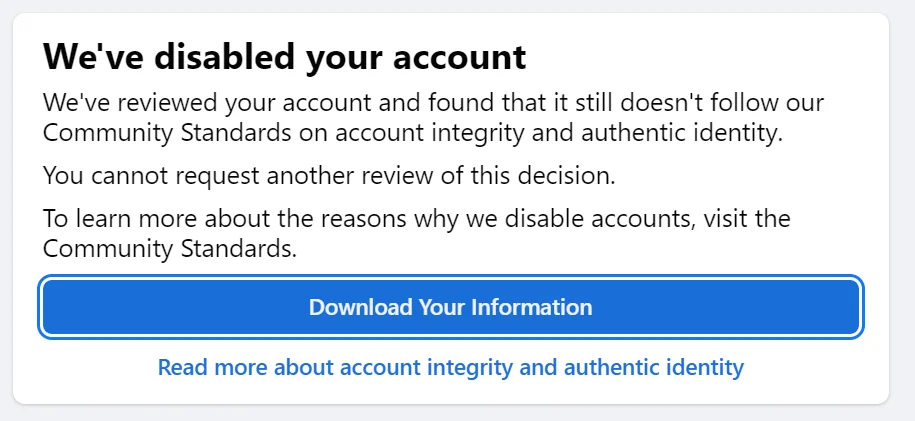 We've disabled your account
We've reviewed your account and found that it still doesn't follow our
Community Standards on account integrity and authentic identity.
You cannot request another review of this decision.
To learn more about the reasons why we disable accounts, visit the
Community Standards.
Download Your Information
Read more about account integrity and authentic identity